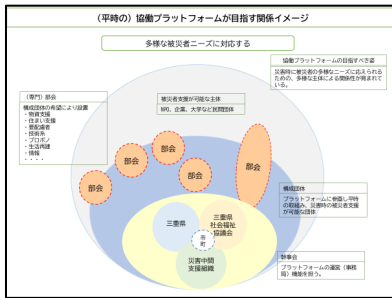 （平時の）協働プラットフォームが目指す関係イメージ
多様な被災者ニーズに対応する
協働プラットフォームの目指すべき姿
災害時に被災者の多様なニーズに応えられる
ための、多様な主体による関係性が育まれて
いる。
（専門）部会
構成団体の希望により設置
・物資支援
・住まい支援
・要配慮者
・技術系
・プロボノ
・生活再建
・情報
・・・・
被災者支援が可能な主体
NPO、企業、大学など民間団体
部会
部会
部会
部会
部会
構成団体
プラットフォームに参画し平時
の取組み、災害時の被災者支援
が可能な団体
三重県
三重県
社会福祉
協議会
市
町
災害中間
支援組織
幹事会
プラットフォームの運営（事務
局）機能を担う。